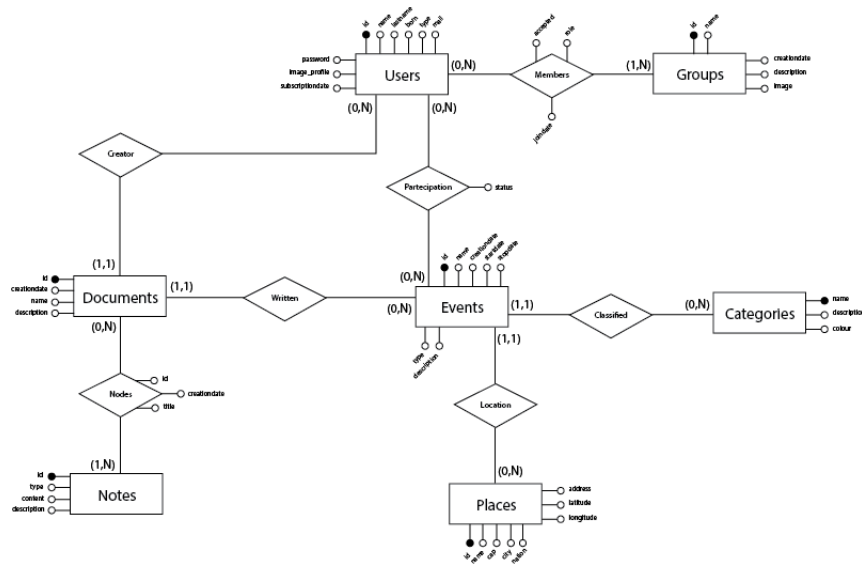 id
name
lastname
born
type
mail
password
image_profile
subscriptiondate
Users
(0,N)
(0,N)
(0,N)
accepted
role
Members
joindate
(1,N)
id
name
Groups
creationdate
description
image
Creator
Partecipation
status
(1,1)
id
creationdate
name
description
Documents
(1,1)
(0,N)
Written
(0,N)
(0,N)
id
name
creationdate
startdate
stopdate
Events
(1,1)
(1,1)
type
description
Classified
(0,N)
Categories
name
description
colour
Nodes
id
creationdate
title
Location
(1,N)
id
type
content
description
Notes
(0,N)
Places
address
latitude
longitude
id
name
cap
city
nation